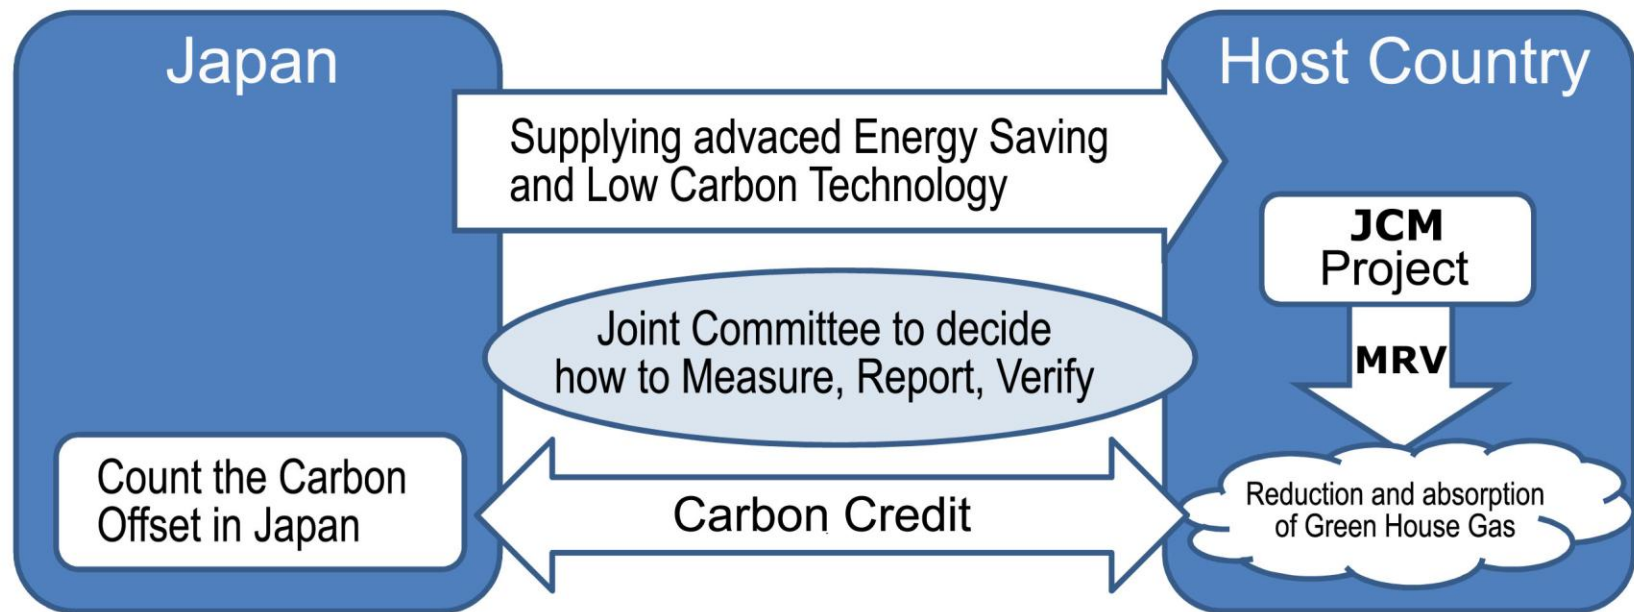 Japan
Host Country
Supplying advaced Energy Saving
and Low Carbon Technology
JCM
Project
Joint Committee to decide
how to Measure, Report, Verify
MRV
Count the Carbon
Offset in Japan
Carbon Credit
Reduction and absorption
of Green House Gas